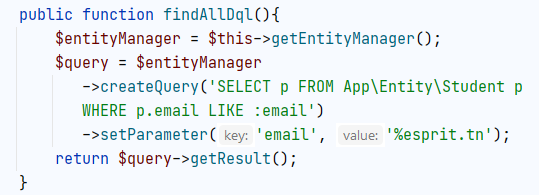 public function findAllDql(){
$entityManager = $this->getEntityManager();
$query = $entityManager
->createQuery('SELECT p FROM App\Entity\Student p
WHERE p.email LIKE :email')
->setParameter( key: 'email', value: '%esprit.tn');
return $query->getResult();
}